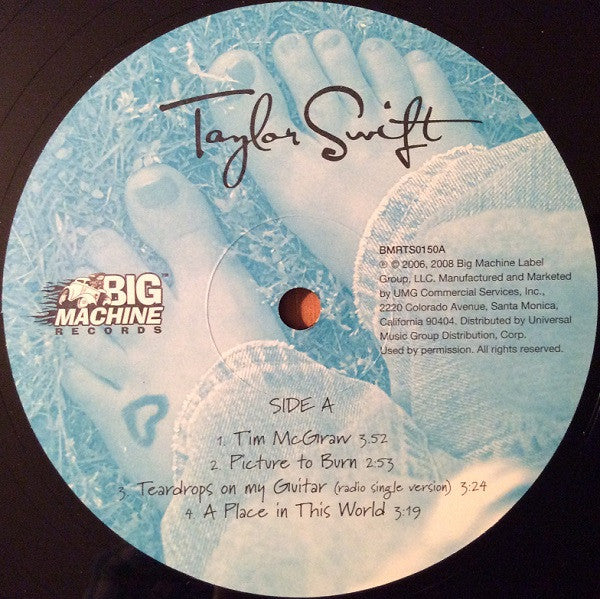 Taylor Swift
BIG™
MACHINE
RECORDS
BMRTS0150A
℗ © 2006, 2008 Big Machine Label
Group, LLC. Manufactured and Marketed
by UMG Commercial Services, Inc.,
2220 Colorado Avenue, Santa Monica,
California 90404. Distributed by Universal
Music Group Distribution, Corp.
Used by permission. All rights reserved.
SIDE A
1. Tim McGraw 3:52
2. Picture to Burn 2:53
3. Teardrops on my Guitar (radio single version) 3:24
4. A Place in This World 3:19